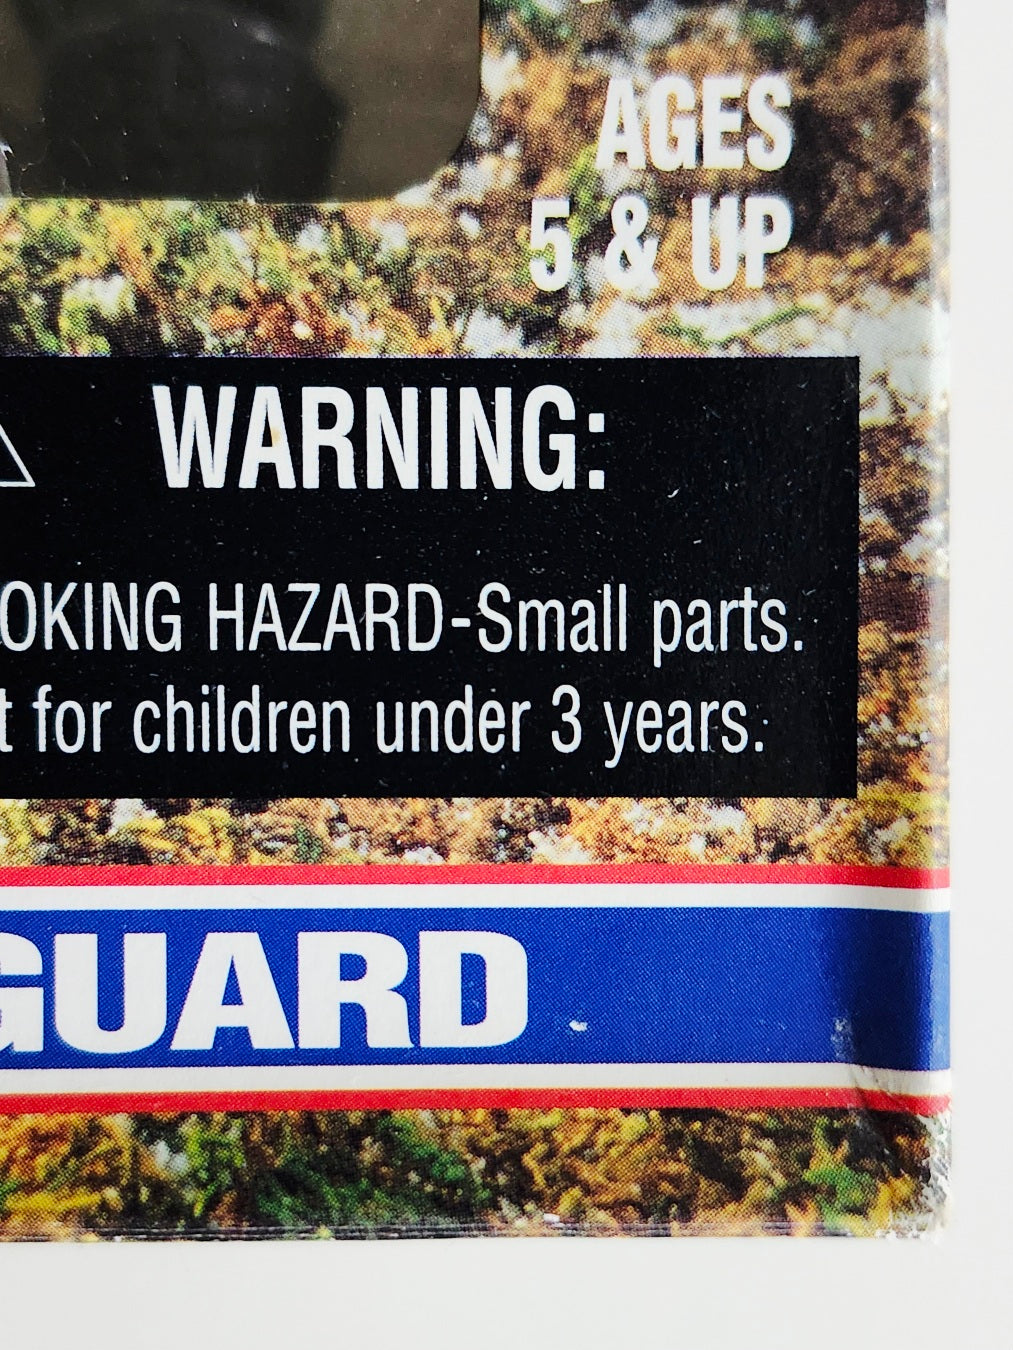 AGES
5 & UP
WARNING:
OKING HAZARD-Small parts.
t for children under 3 years.
GUARD